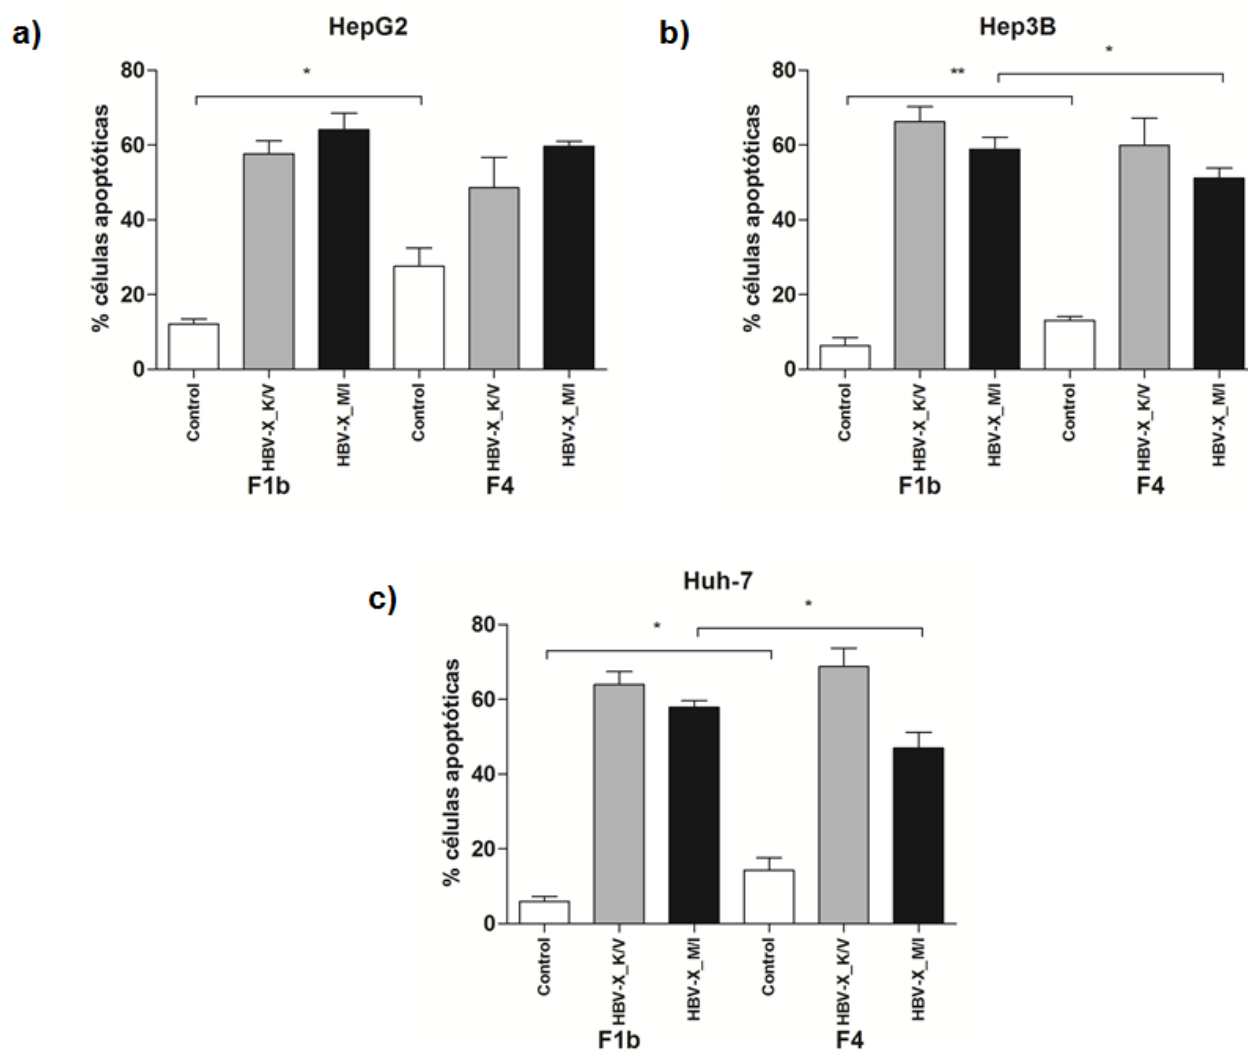 a)
HepG2
% células apoptóticas
80
60
40
20
0
*
Control
HBV-X_K/V
HBV-X_M/I
Control
HBV-X_K/V
HBV-X_M/I
F1b
F4
b)
Hep3B
% células apoptóticas
80
60
40
20
0
**
*
Control
HBV-X_K/V
HBV-X_M/I
Control
HBV-X_K/V
HBV-X_M/I
F1b
F4
c)
Huh-7
% células apoptóticas
80
60
40
20
0
*
*
Control
HBV-X_K/V
HBV-X_M/I
Control
HBV-X_K/V
HBV-X_M/I
F1b
F4